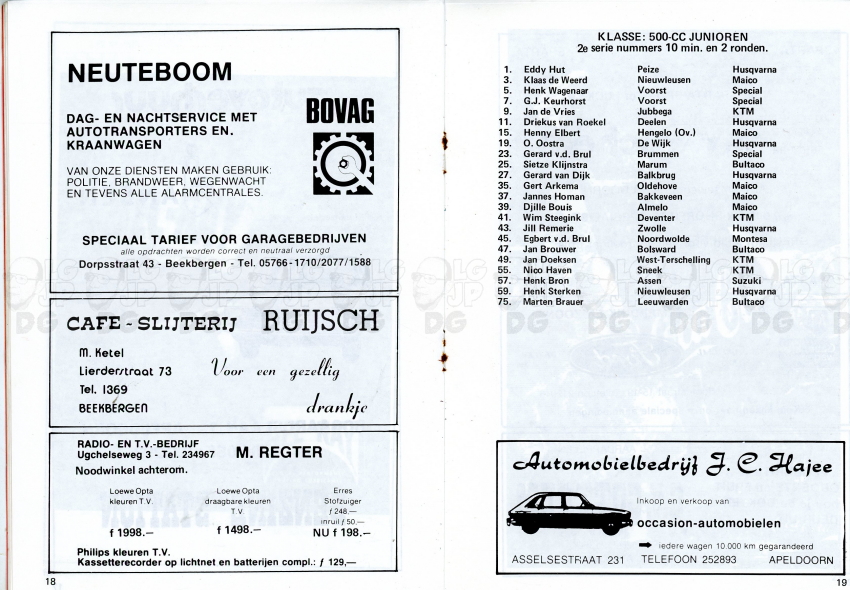 NEUTEBOOM
BOVAG
DAG- EN NACHTSERVICE MET
AUTOTRANSPORTERS EN.
KRAANWAGEN
VAN ONZE DIENSTEN MAKEN GEBRUIK:
POLITIE, BRANDWEER, WEGENWACHT
EN TEVENS ALLE ALARMCENTRALES.
SPECIAAL TARIEF VOOR GARAGEBEDRIJVEN
alle opdrachten worden correct en neutraal verzorgd
Dorpsstraat 43 - Beekbergen - Tel. 05766-1710/2077/1588
CAFE-SLIJTERIJ RUIJSCH
M. Ketel
Lierderstraat 73
Tel. 1369
BEEKBERGEN
Voor een gezellig
drankje
RADIO- EN T.V.-BEDRIJF
Ugchelseweg 3 - Tel. 234967 M. REGTER
Noodwinkel achterom.
Loewe Opta
kleuren T.V.
f 1998.—
Loewe Opta
draagbare kleuren
T.V.
f 1498.—
Erres
Stofzuiger
f 248.—
inruil f 50.—
NU f 198.—
Philips kleuren T.V.
Kassetterecorder op lichtnet en batterijen compl.: f 129,—
18
KLASSE: 500-CC JUNIOREN
2e serie nummers 10 min. en 2 ronden.
1. Eddy Hut Peize Husqvarna
3. Klaas de Weerd Nieuwleusen Maico
5. Henk Wagenaar Voorst Special
7. G.J. Keurhorst Voorst Special
9. Jan de Vries Jubbega KTM
11. Driekus van Roekel Deelen Husqvarna
15. Henny Elbert Hengelo (Ov.) Maico
19. O. Oostra De Wijk Husqvarna
23. Gerard v.d. Brul Brummen Special
25. Sietze Klijnstra Marum Bultaco
27. Gerard van Dijk Balkbrug Husqvarna
35. Gert Arkema Oldehove Maico
37. Jannes Homan Bakkeveen Maico
39. Djille Bouis Almelo Maico
41. Wim Steegink Deventer KTM
43. Jill Remerie Zwolle Husqvarna
45. Egbert v.d. Brul Noordwolde Montesa
47. Jan Brouwer Bolsward Bultaco
49. Jan Doeksen West-Terschelling KTM
55. Nico Haven Sneek KTM
57. Henk Bron Assen Suzuki
59. Henk Sterken Nieuwleusen Husqvarna
75. Marten Brauer Leeuwarden Bultaco
Automobielbedrijf J. C. Hajee
Inkoop en verkoop van
occasion-automobielen
iedere wagen 10.000 km gegarandeerd
ASSELSESTRAAT 231 TELEFOON 252893 APELDOORN
19